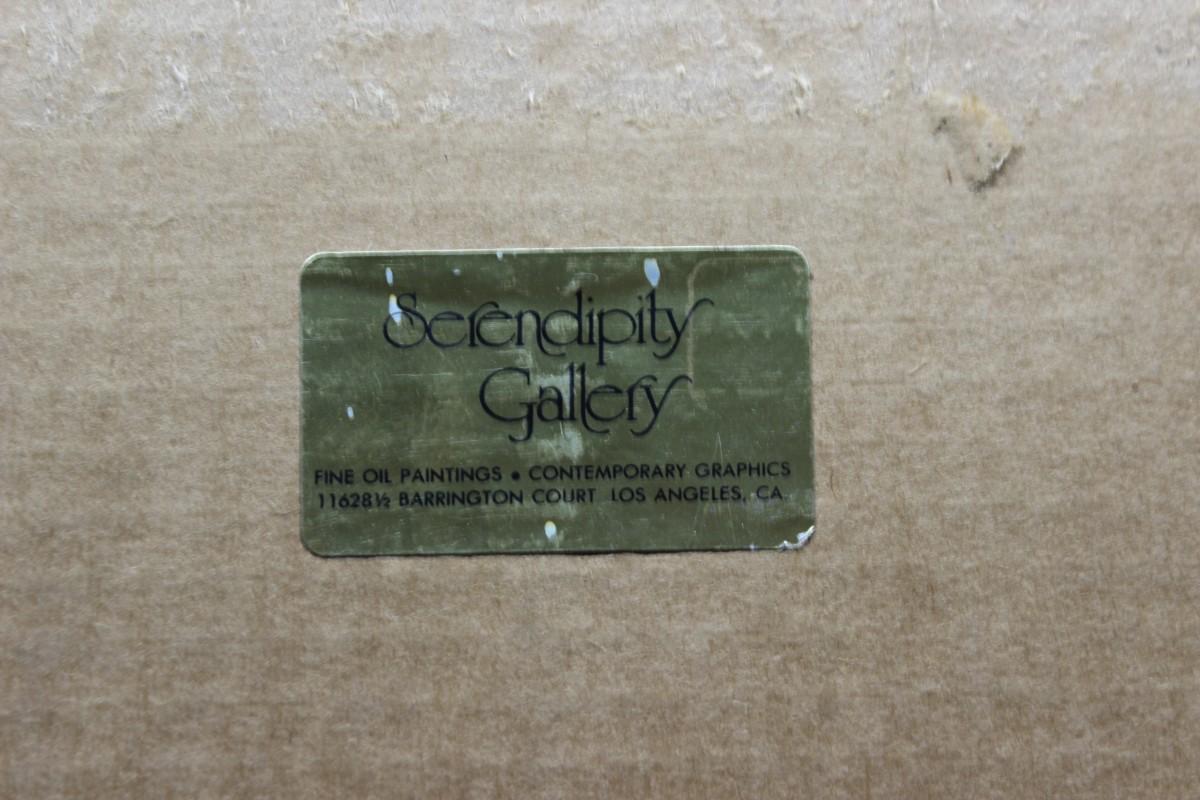 Serendipity
Gallery
FINE OIL PAINTINGS • CONTEMPORARY GRAPHICS
11628½ BARRINGTON COURT LOS ANGELES, CA.